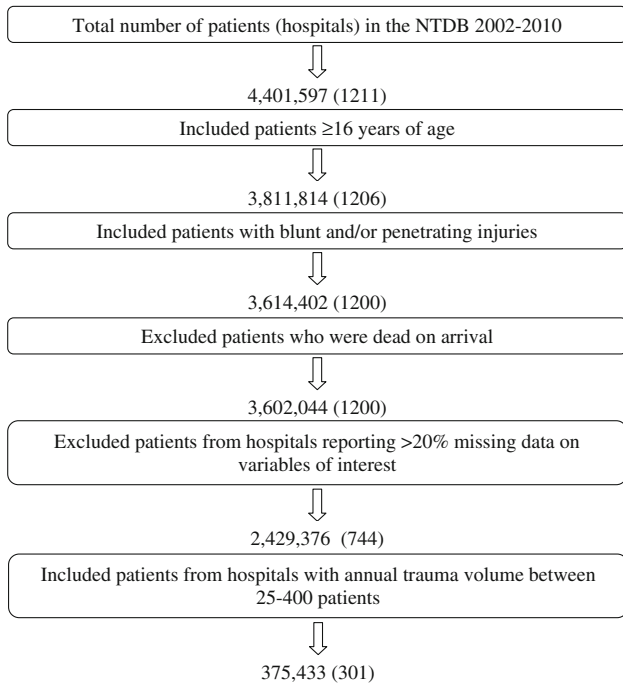 Total number of patients (hospitals) in the NTDB 2002-2010
4,401,597 (1211)
Included patients ≥16 years of age
3,811,814 (1206)
Included patients with blunt and/or penetrating injuries
3,614,402 (1200)
Excluded patients who were dead on arrival
3,602,044 (1200)
Excluded patients from hospitals reporting >20% missing data on
variables of interest
2,429,376 (744)
Included patients from hospitals with annual trauma volume between
25-400 patients
375,433 (301)